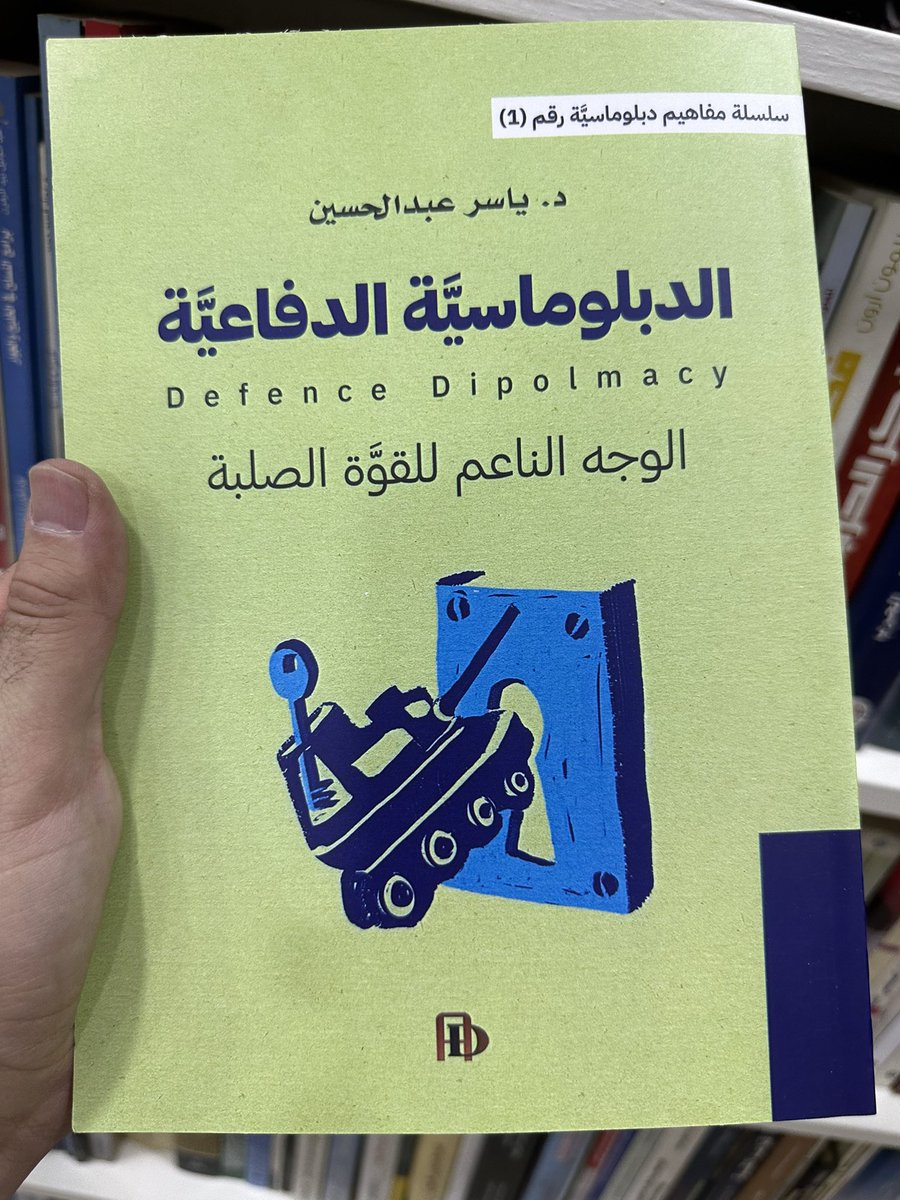 سلسلة مفاهيم دبلوماسيَّة رقم (1)
د. ياسر عبدالحسين
الدبلوماسيَّة الدفاعيَّة
Defence Dipolmacy
الوجه الناعم للقوَّة الصلبة